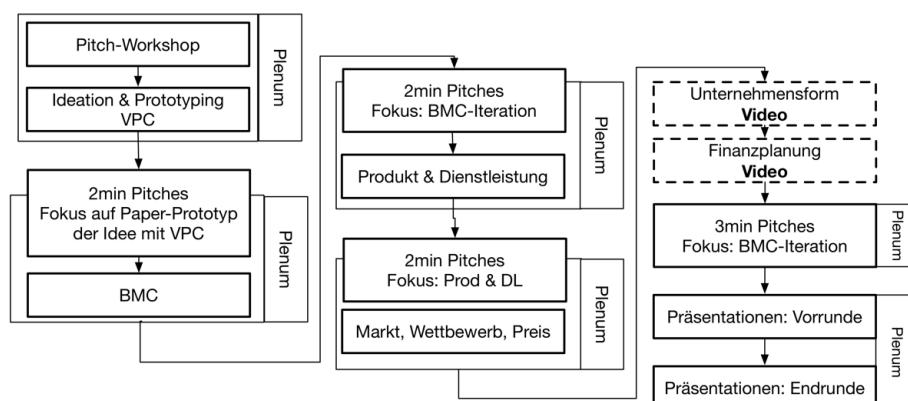 Pitch-Workshop
Ideation & Prototyping
VPC
Plenum
2min Pitches
Fokus auf Paper-Prototyp
der Idee mit VPC
BMC
Plenum
2min Pitches
Fokus: BMC-Iteration
Produkt & Dienstleistung
Plenum
2min Pitches
Fokus: Prod & DL
Markt, Wettbewerb, Preis
Plenum
Unternehmensform
Video
Finanzplanung
Video
3min Pitches
Fokus: BMC-Iteration
Plenum
Präsentationen: Vorrunde
Präsentationen: Endrunde
Plenum